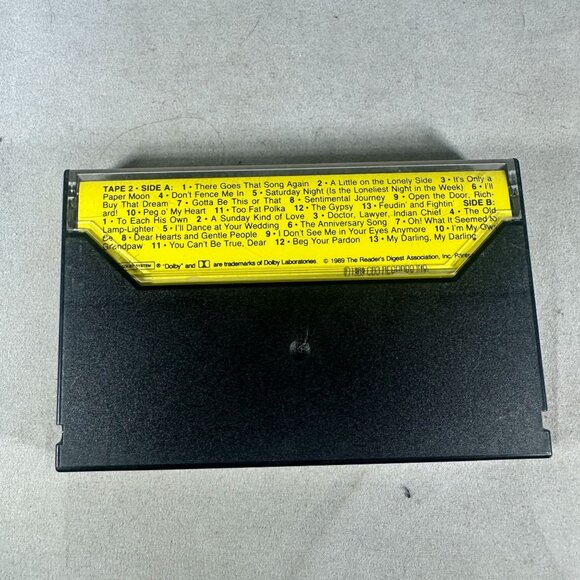 TAPE 2 • SIDE A: 1 • There Goes That Song Again 2 • A Little on the Lonely Side 3 • It's Only a
Paper Moon 4 • Don't Fence Me In 5 • Saturday Night (Is the Loneliest Night in the Week) 6 • I'll
Buy That Dream 7 • Gotta Be This or That 8 • Sentimental Journey 9 • Open the Door, Rich-
ard! 10 • Peg o' My Heart 11 • Too Fat Polka 12 • The Gypsy 13 • Feudin' and Fightin' SIDE B:
1 • To Each His Own 2 • A Sunday Kind of Love 3 • Doctor, Lawyer, Indian Chief 4 • The Old
Lamp-Lighter 5 • I'll Dance at Your Wedding 6 • The Anniversary Song 7 • Oh! What It Seemed to
8 • Dear Hearts and Gentle People 9 • I Don't See Me in Your Eyes Anymore 10 • I'm My Own
Grandpaw 11 • You Can't Be True, Dear 12 • Beg Your Pardon 13 • My Darling, My Darling
SYSTEM "Dolby" and are trademarks of Dolby Laboratories. © 1989 The Reader's Digest Association, Inc.